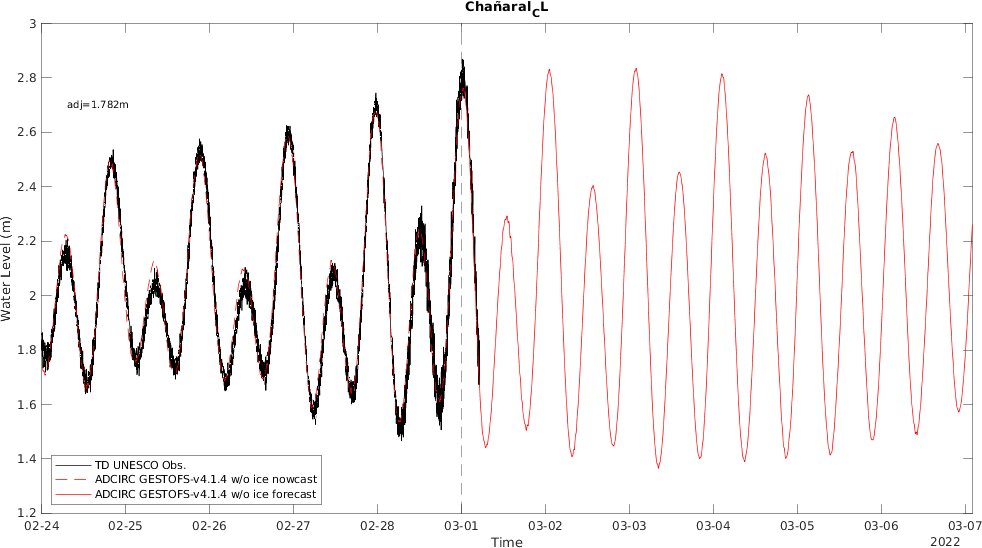 Chañaral_CL
3
2.8
2.6
2.4
2.2
2
1.8
1.6
1.4
1.2
Water Level (m)
adj=1.782m
TD UNESCO Obs.
ADCIRC GESTOFS-v4.1.4 w/o ice nowcast
ADCIRC GESTOFS-v4.1.4 w/o ice forecast
02-24 02-25 02-26 02-27 02-28 03-01 03-02 03-03 03-04 03-05 03-06 03-07
Time
2022